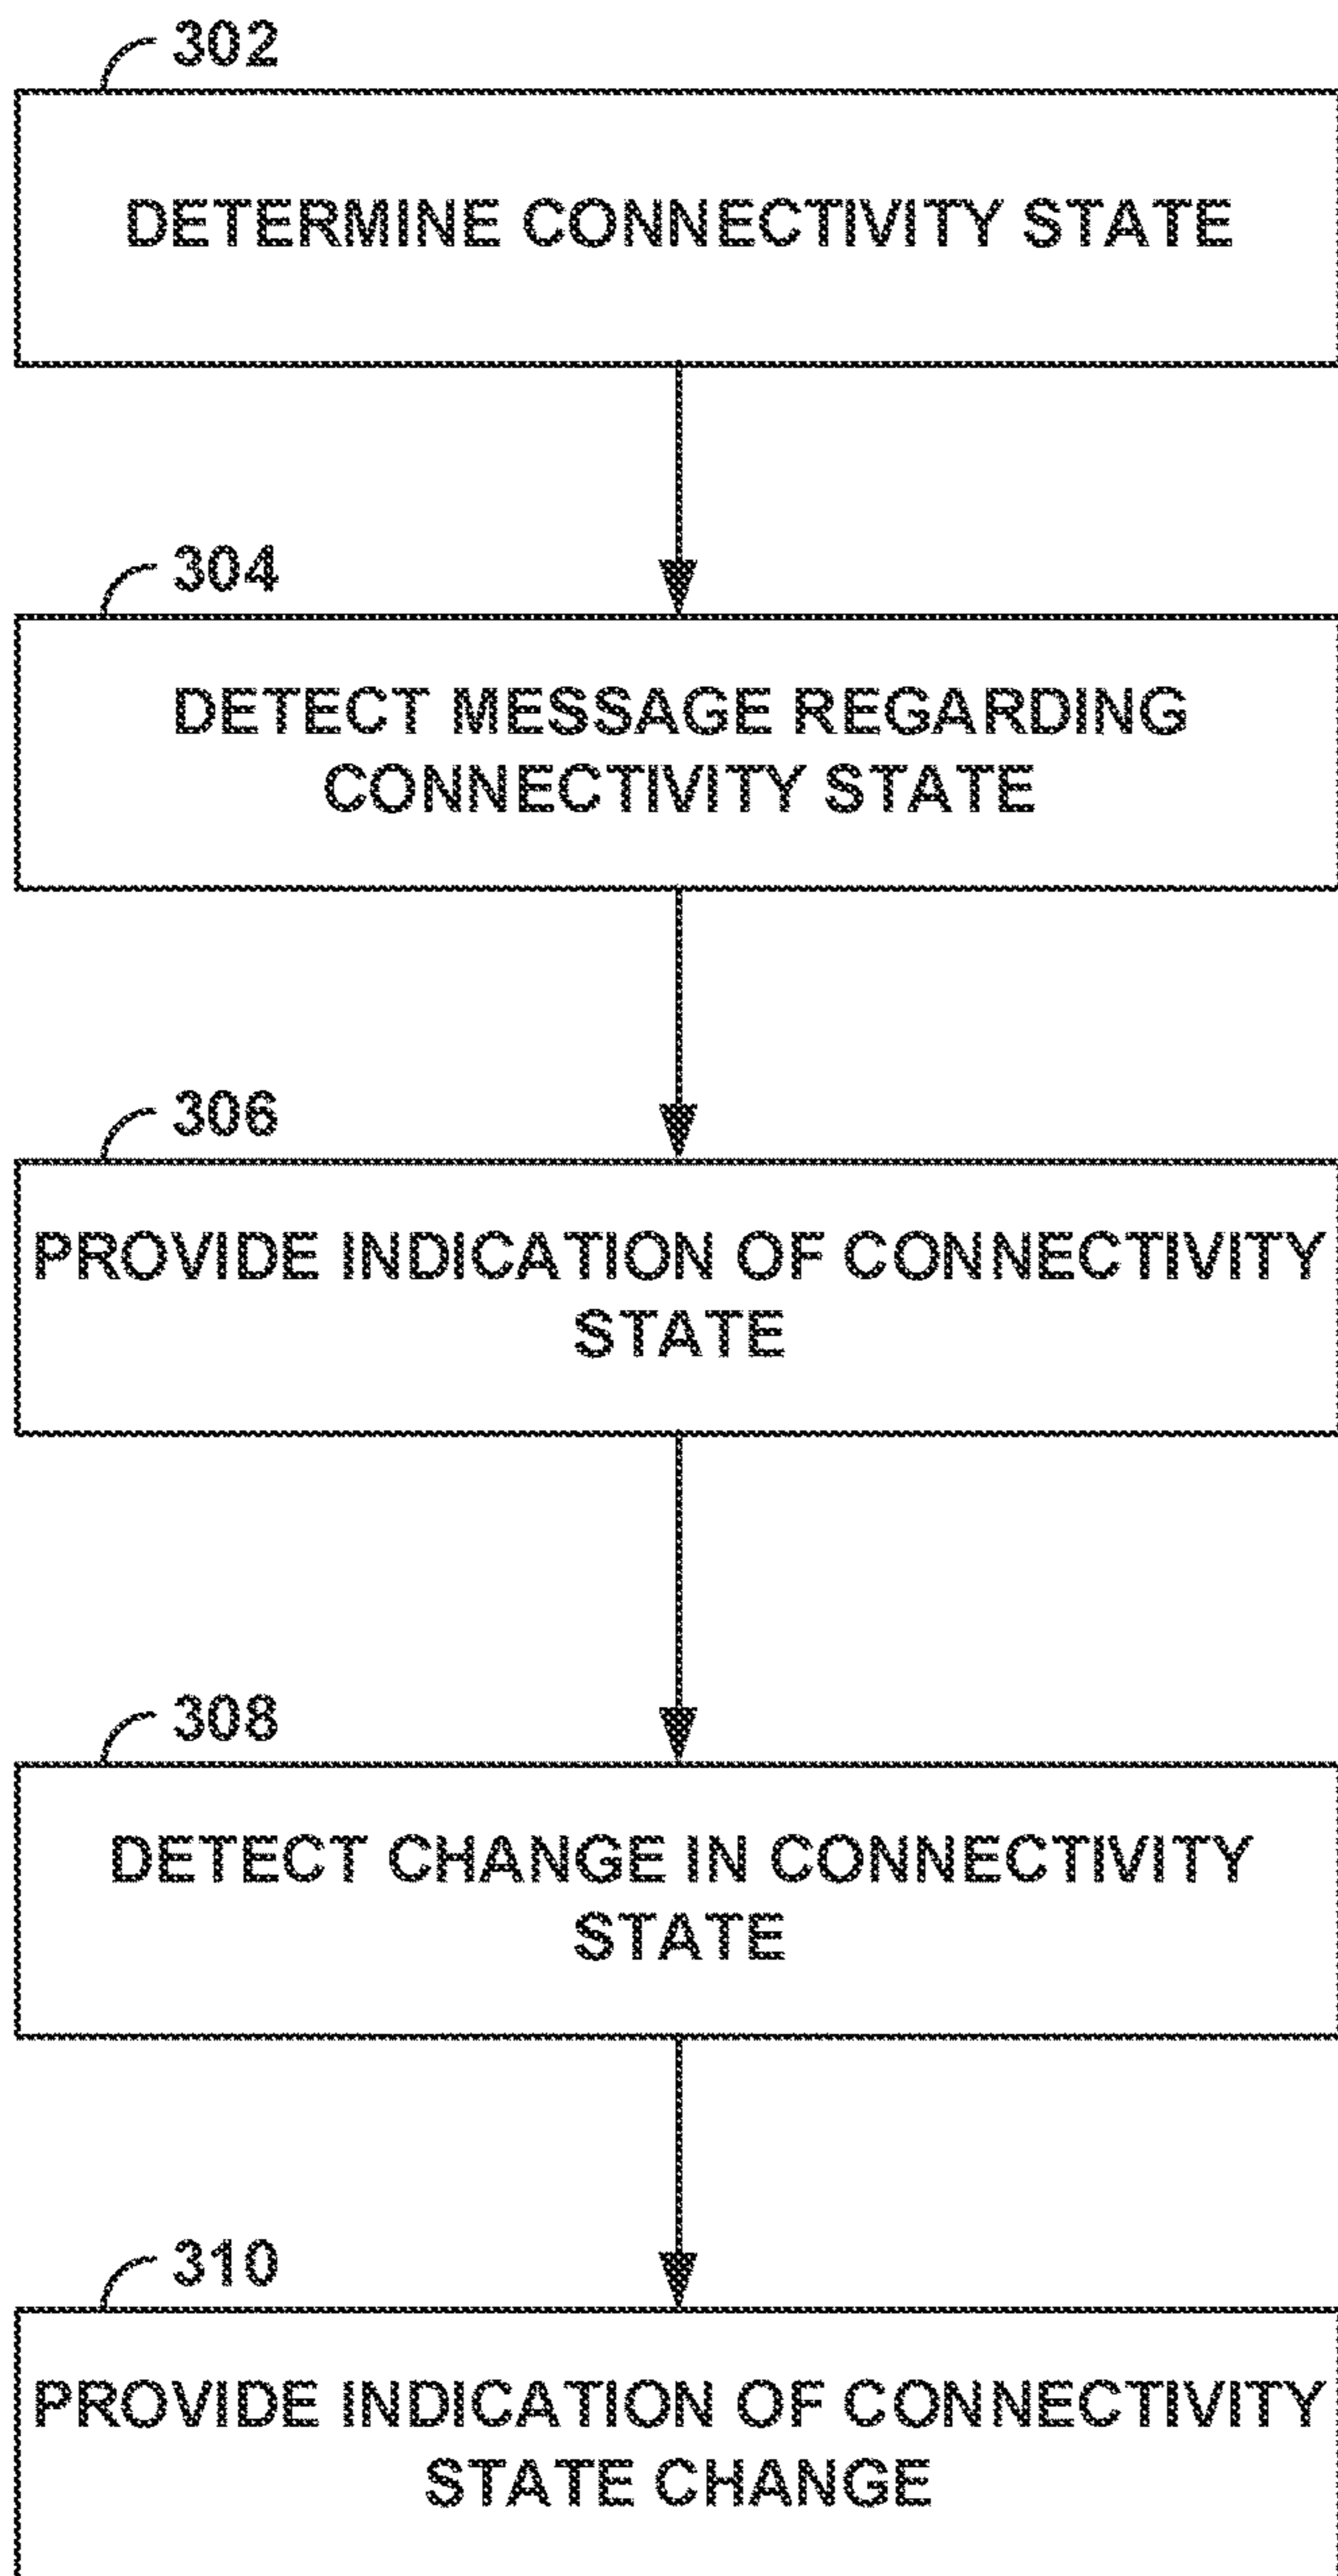 302
DETERMINE CONNECTIVITY STATE
304
DETECT MESSAGE REGARDING
CONNECTIVITY STATE
306
PROVIDE INDICATION OF CONNECTIVITY
STATE
308
DETECT CHANGE IN CONNECTIVITY
STATE
310
PROVIDE INDICATION OF CONNECTIVITY
STATE CHANGE